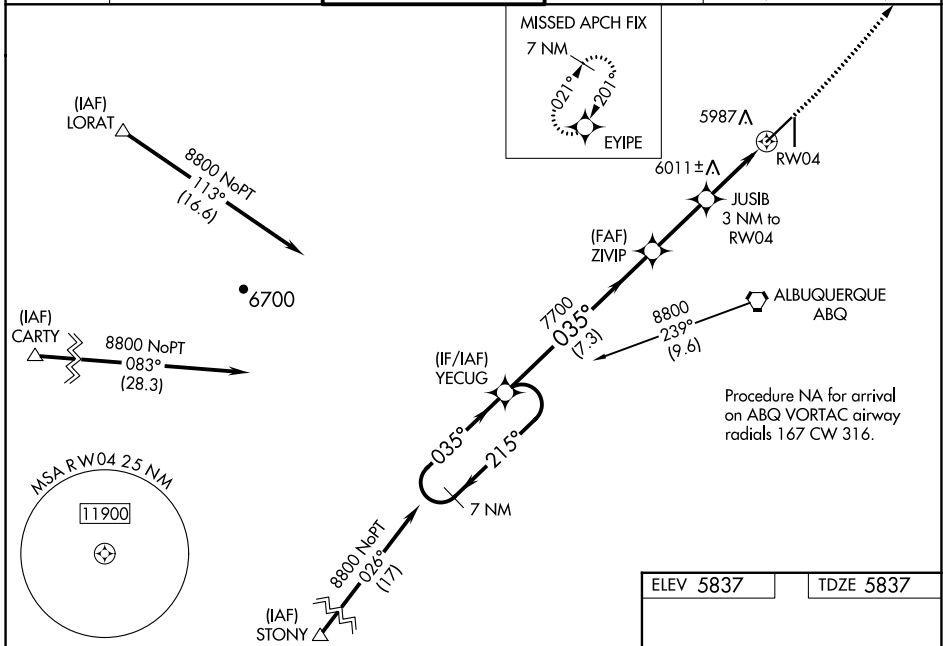 MISSED APCH FIX
7 NM
021°
201°
EYIPE
(IAF)
LORAT
8800 NoPT
113°
(16.6)
5987
RW04
6011±
JUSIB
3 NM to
RW04
(FAF)
ZIVIP
6700
ALBUQUERQUE
ABQ
8800
239°
(9.6)
7700
035°
(7.3)
(IAF)
CARTY
8800 NoPT
083°
(28.3)
(IF/IAF)
YECUG
Procedure NA for arrival
on ABQ VORTAC airway
radials 167 CW 316.
035°
215°
7 NM
MSA RW04 25 NM
11900
8800 NoPT
026°
(17)
(IAF)
STONY
ELEV 5837
TDZE 5837